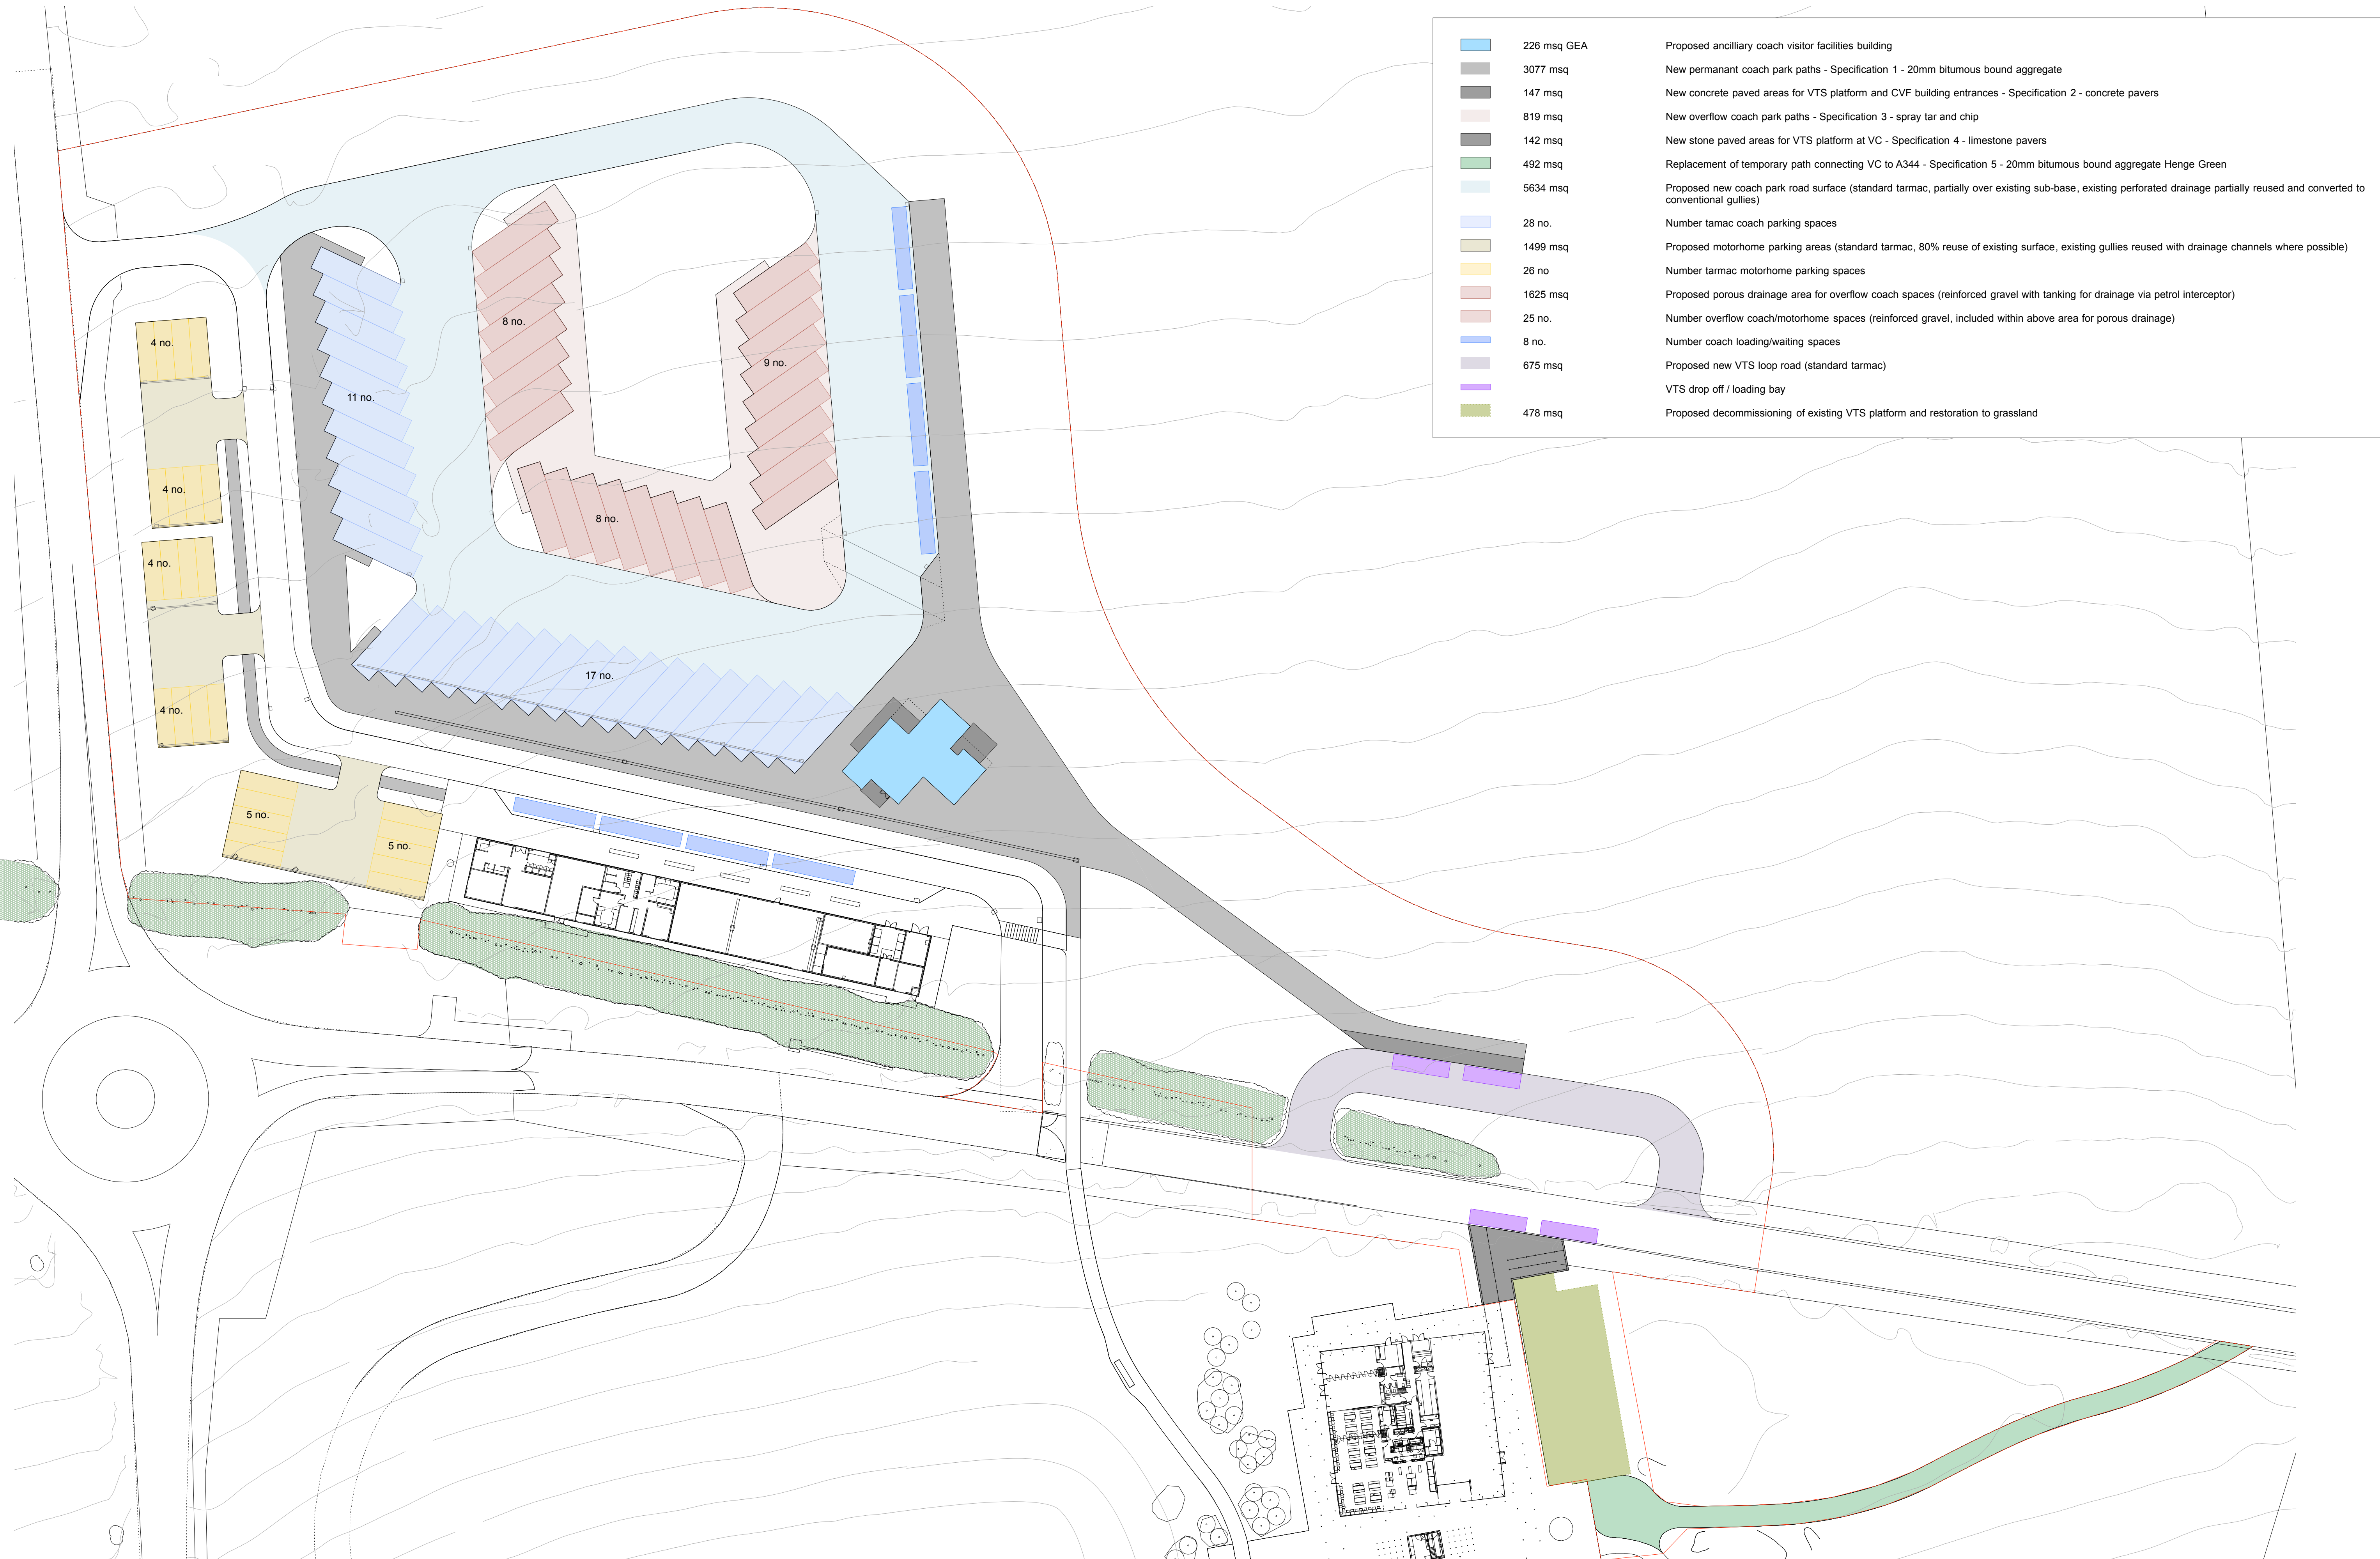 226 msq GEA Proposed ancilliary coach visitor facilities building
3077 msq New permanant coach park paths - Specification 1 - 20mm bitumous bound aggregate
147 msq New concrete paved areas for VTS platform and CVF building entrances - Specification 2 - concrete pavers
819 msq New overflow coach park paths - Specification 3 - spray tar and chip
142 msq New stone paved areas for VTS platform at VC - Specification 4 - limestone pavers
492 msq Replacement of temporary path connecting VC to A344 - Specification 5 - 20mm bitumous bound aggregate Henge Green
5634 msq Proposed new coach park road surface (standard tarmac, partially over existing sub-base, existing perforated drainage partially reused and converted to
conventional gullies)
28 no. Number tamac coach parking spaces
1499 msq Proposed motorhome parking areas (standard tarmac, 80% reuse of existing surface, existing gullies reused with drainage channels where possible)
26 no Number tarmac motorhome parking spaces
1625 msq Proposed porous drainage area for overflow coach spaces (reinforced gravel with tanking for drainage via petrol interceptor)
25 no. Number overflow coach/motorhome spaces (reinforced gravel, included within above area for porous drainage)
8 no. Number coach loading/waiting spaces
675 msq Proposed new VTS loop road (standard tarmac)
VTS drop off / loading bay
478 msq Proposed decommissioning of existing VTS platform and restoration to grassland
8 no.
4 no.
9 no.
11 no.
4 no.
8 no.
4 no.
17 no.
4 no.
5 no.
5 no.